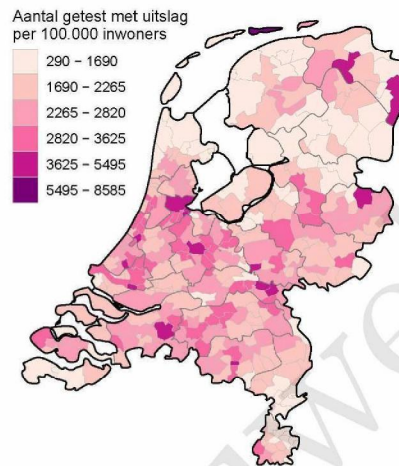 Aantal getest met uitslag
per 100.000 inwoners
290 – 1690
1690 – 2265
2265 – 2820
2820 – 3625
3625 – 5495
5495 – 8585